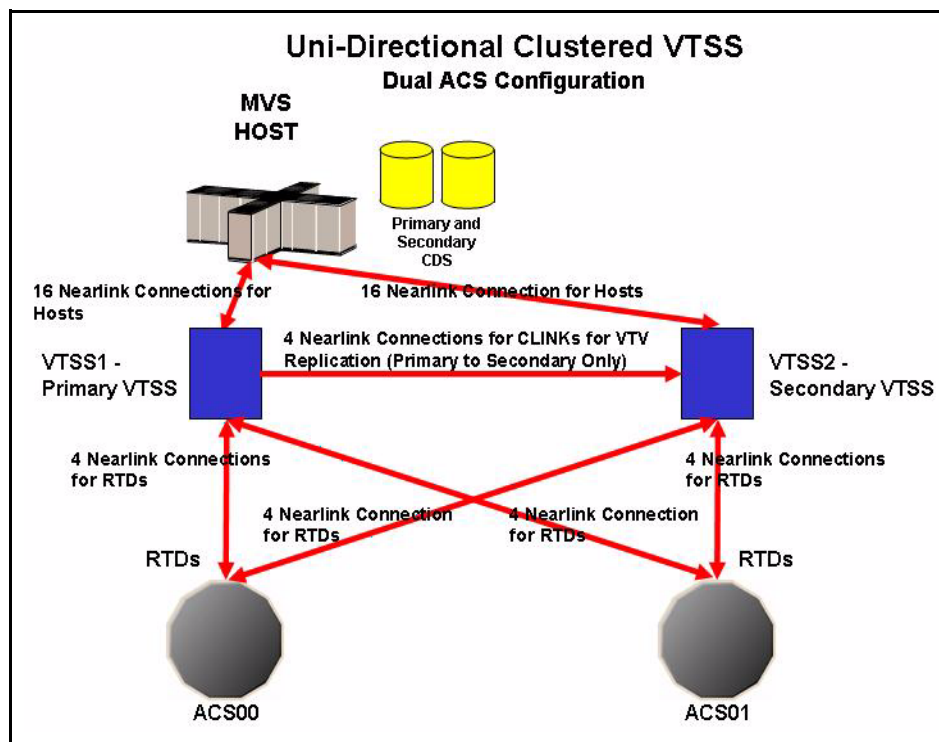 Uni-Directional Clustered VTSS
Dual ACS Configuration
MVS
HOST
Primary and
Secondary
CDS
16 Nearlink Connections for
Hosts
16 Nearlink Connection for Hosts
4 Nearlink Connections for CLINKs for VTV
Replication (Primary to Secondary Only)
VTSS1 -
Primary VTSS
VTSS2 -
Secondary VTSS
4 Nearlink Connections
for RTDs
4 Nearlink Connections
for RTDs
4 Nearlink Connection
for RTDs
4 Nearlink Connection
for RTDs
RTDs
RTDs
ACS00
ACS01